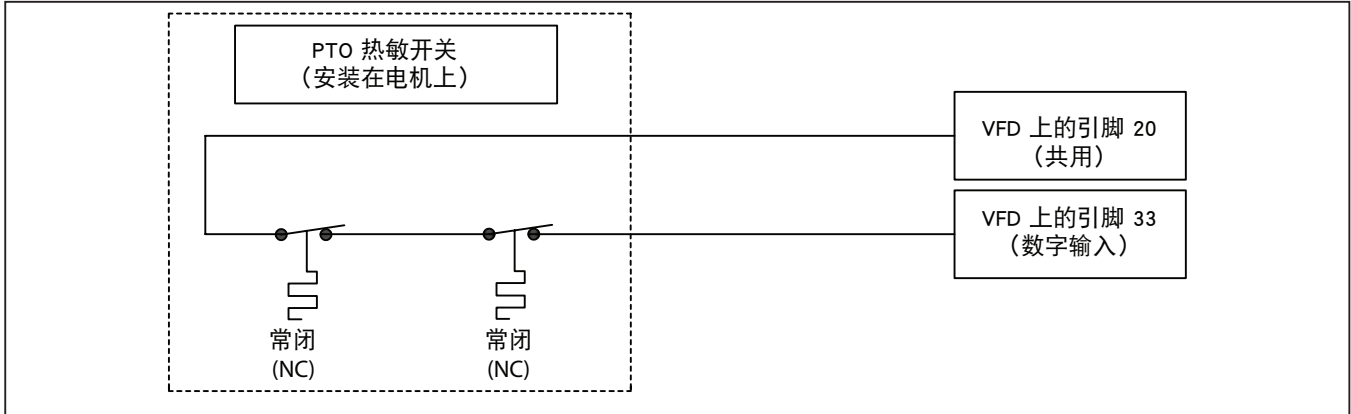 PTO 热敏开关
（安装在电机上）
VFD 上的引脚 20
（共用）
VFD 上的引脚 33
（数字输入）
常闭
(NC)
常闭
(NC)